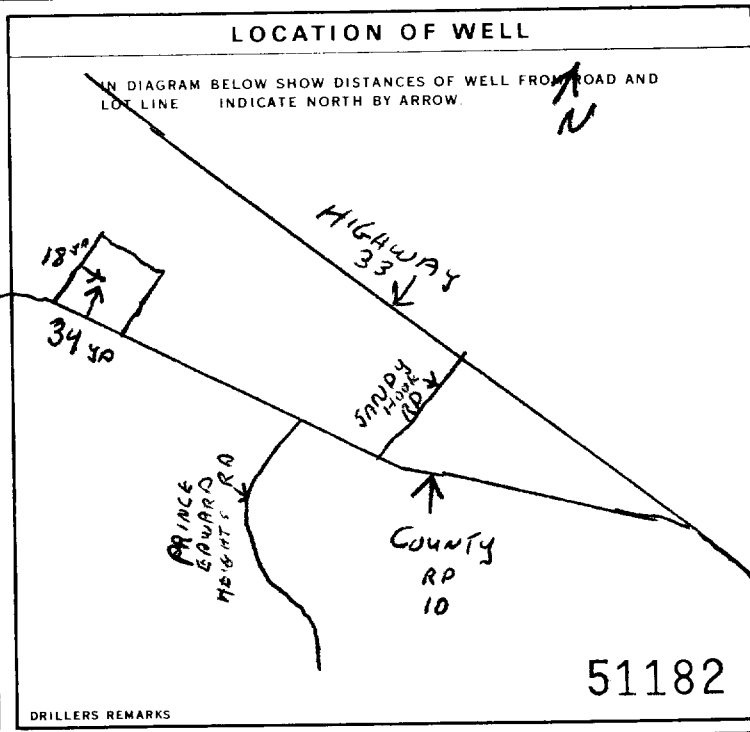 LOCATION OF WELL
IN DIAGRAM BELOW SHOW DISTANCES OF WELL FROM ROAD AND
LOT LINE INDICATE NORTH BY ARROW.
N
HIGHWAY
33
18 YD
34 YD
SANDY
HOOK
RD
PRINCE
EDWARD
HEIGHTS RD
COUNTY
RD
10
51182
DRILLERS REMARKS